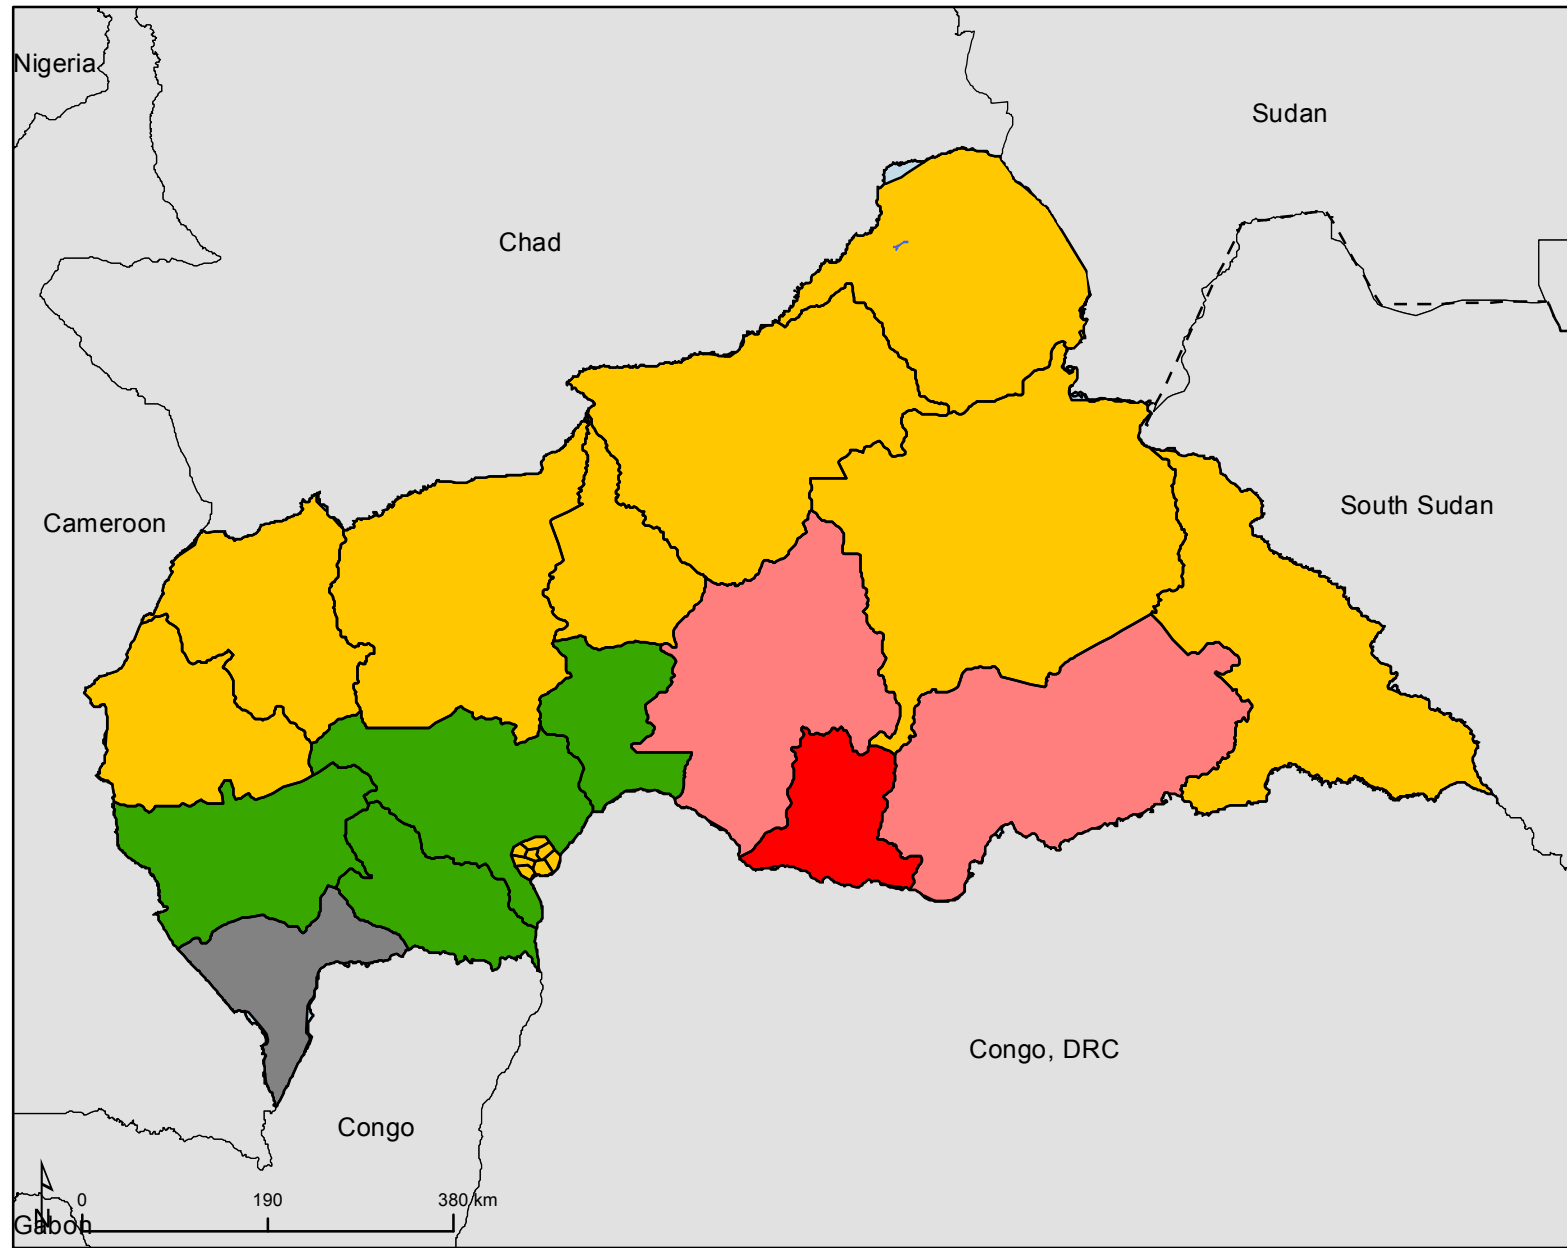 Nigeria
Sudan
Chad
South Sudan
Cameroon
Congo, DRC
Congo
0 190 380 km
N
Gabon